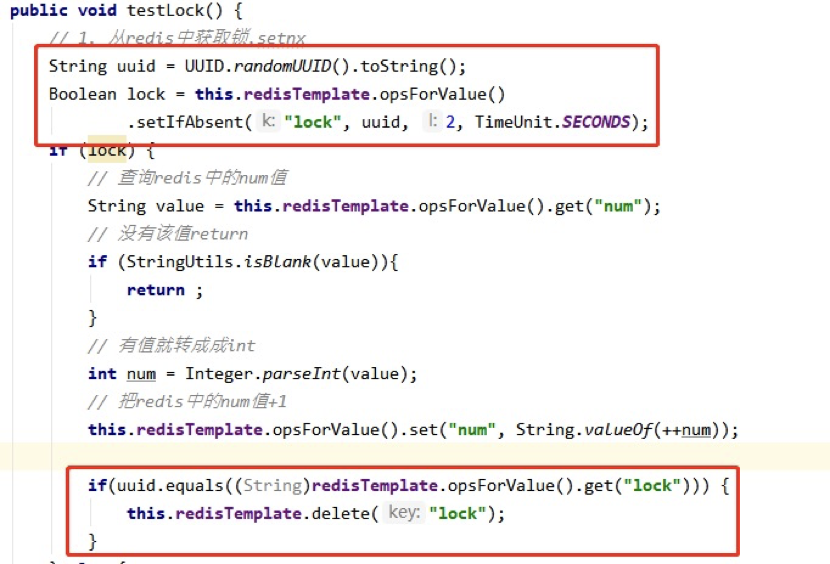 public void testLock() {
// 1. 从redis中获取锁,setnx
String uuid = UUID.randomUUID().toString();
Boolean lock = this.redisTemplate.opsForValue()
.setIfAbsent( k: "lock", uuid, l: 2, TimeUnit.SECONDS);
if (lock) {
// 查询redis中的num值
String value = this.redisTemplate.opsForValue().get("num");
// 没有该值return
if (StringUtils.isBlank(value)){
return ;
}
// 有值就转成成int
int num = Integer.parseInt(value);
// 把redis中的num值+1
this.redisTemplate.opsForValue().set("num", String.valueOf(++num));
if(uuid.equals((String)redisTemplate.opsForValue().get("lock"))) {
this.redisTemplate.delete( key: "lock");
}